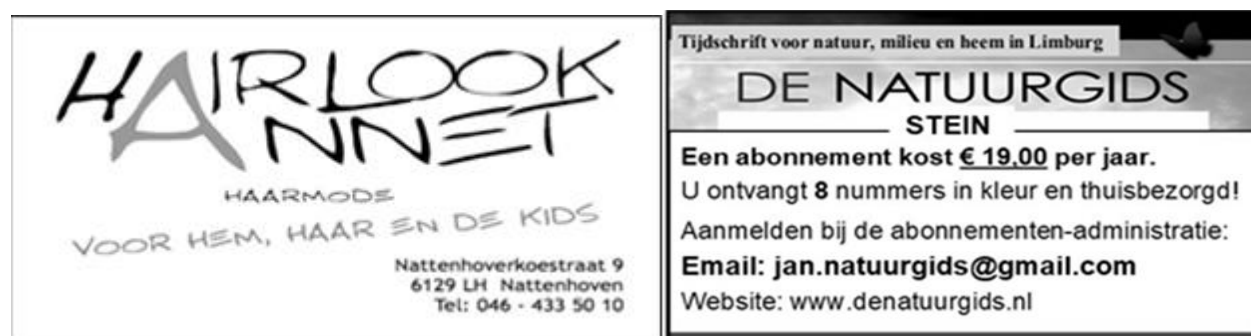 HAIRLOOK
ANNET
HAARMODE
VOOR HEM, HAAR EN DE KIDS
Nattenhoverkoestraat 9
6129 LH Nattenhoven
Tel: 046 - 433 50 10
Tijdschrift voor natuur, milieu en heem in Limburg
DE NATUURGIDS
STEIN
Een abonnement kost € 19,00 per jaar.
U ontvangt 8 nummers in kleur en thuisbezorgd!
Aanmelden bij de abonnementen-administratie:
Email: jan.natuurgids@gmail.com
Website: www.denatuurgids.nl